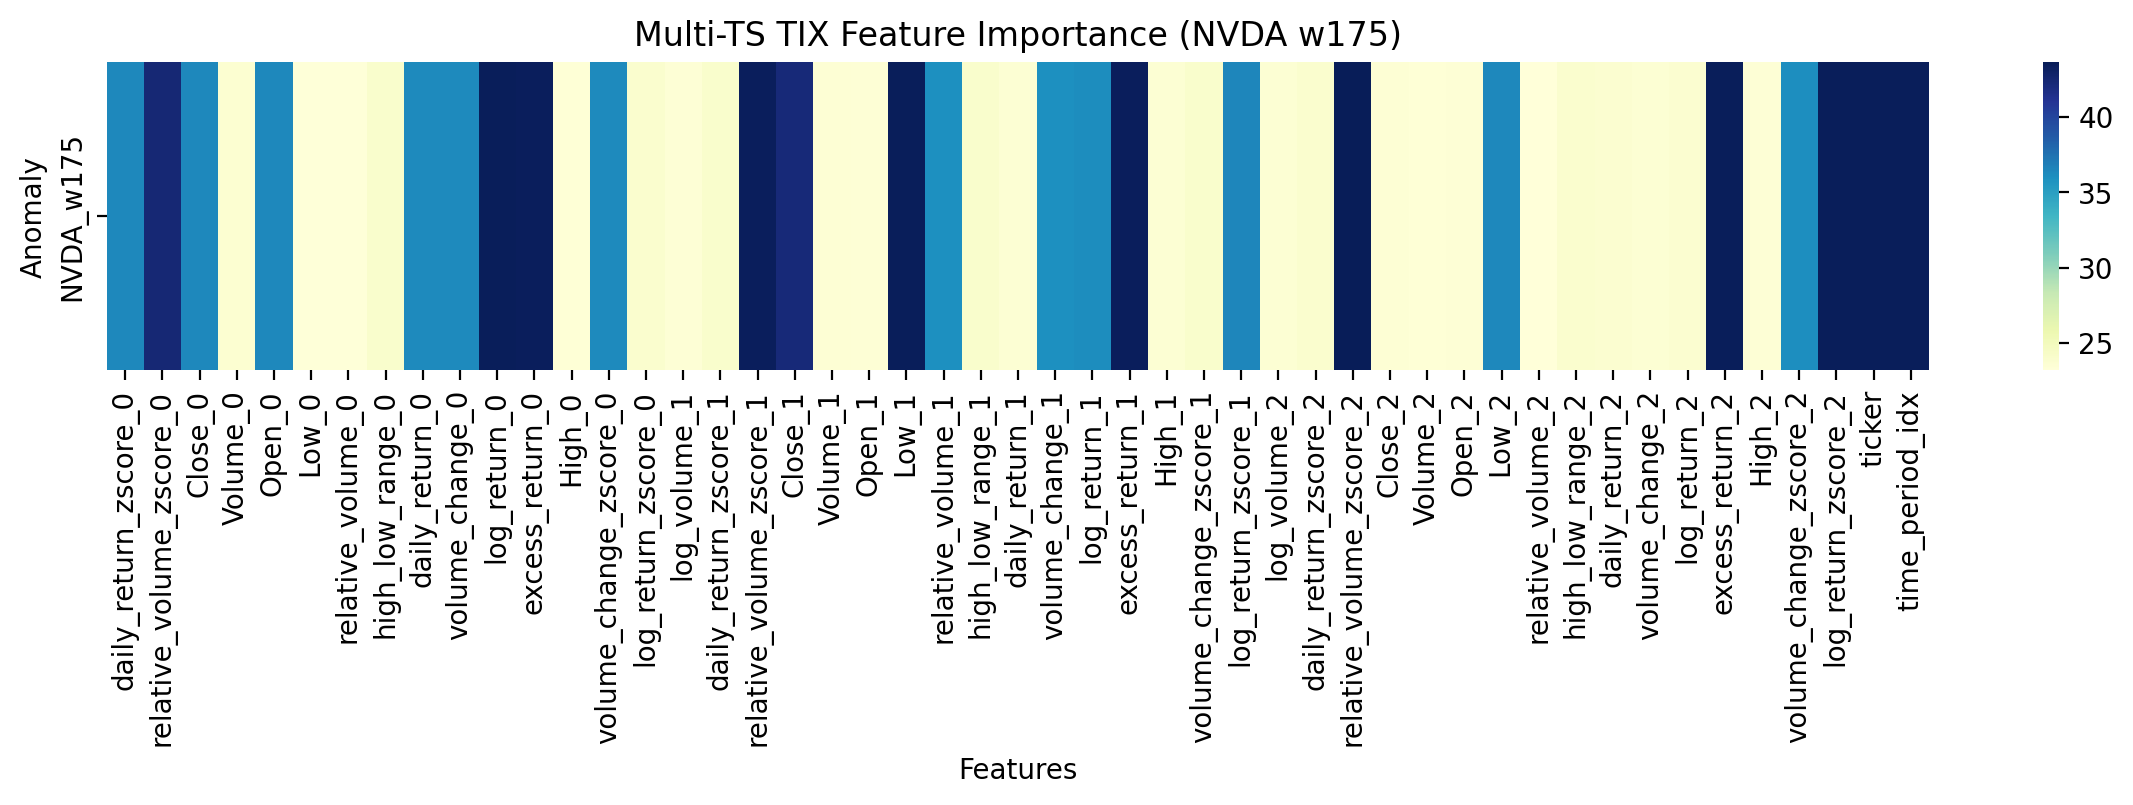 Multi-TS TIX Feature Importance (NVDA w175)
Anomaly
NVDA_w175
40
35
30
25
daily_return_zscore_0
relative_volume_zscore_0
Close_0
Volume_0
Open_0
Low_0
relative_volume_0
high_low_range_0
daily_return_0
volume_change_0
log_return_0
excess_return_0
High_0
volume_change_zscore_0
log_return_zscore_0
log_volume_1
daily_return_zscore_1
relative_volume_zscore_1
Close_1
Volume_1
Open_1
Low_1
relative_volume_1
high_low_range_1
daily_return_1
volume_change_1
log_return_1
excess_return_1
High_1
volume_change_zscore_1
log_return_zscore_1
log_volume_2
daily_return_zscore_2
relative_volume_zscore_2
Close_2
Volume_2
Open_2
Low_2
relative_volume_2
high_low_range_2
daily_return_2
volume_change_2
log_return_2
excess_return_2
High_2
volume_change_zscore_2
log_return_zscore_2
ticker
time_period_idx
Features